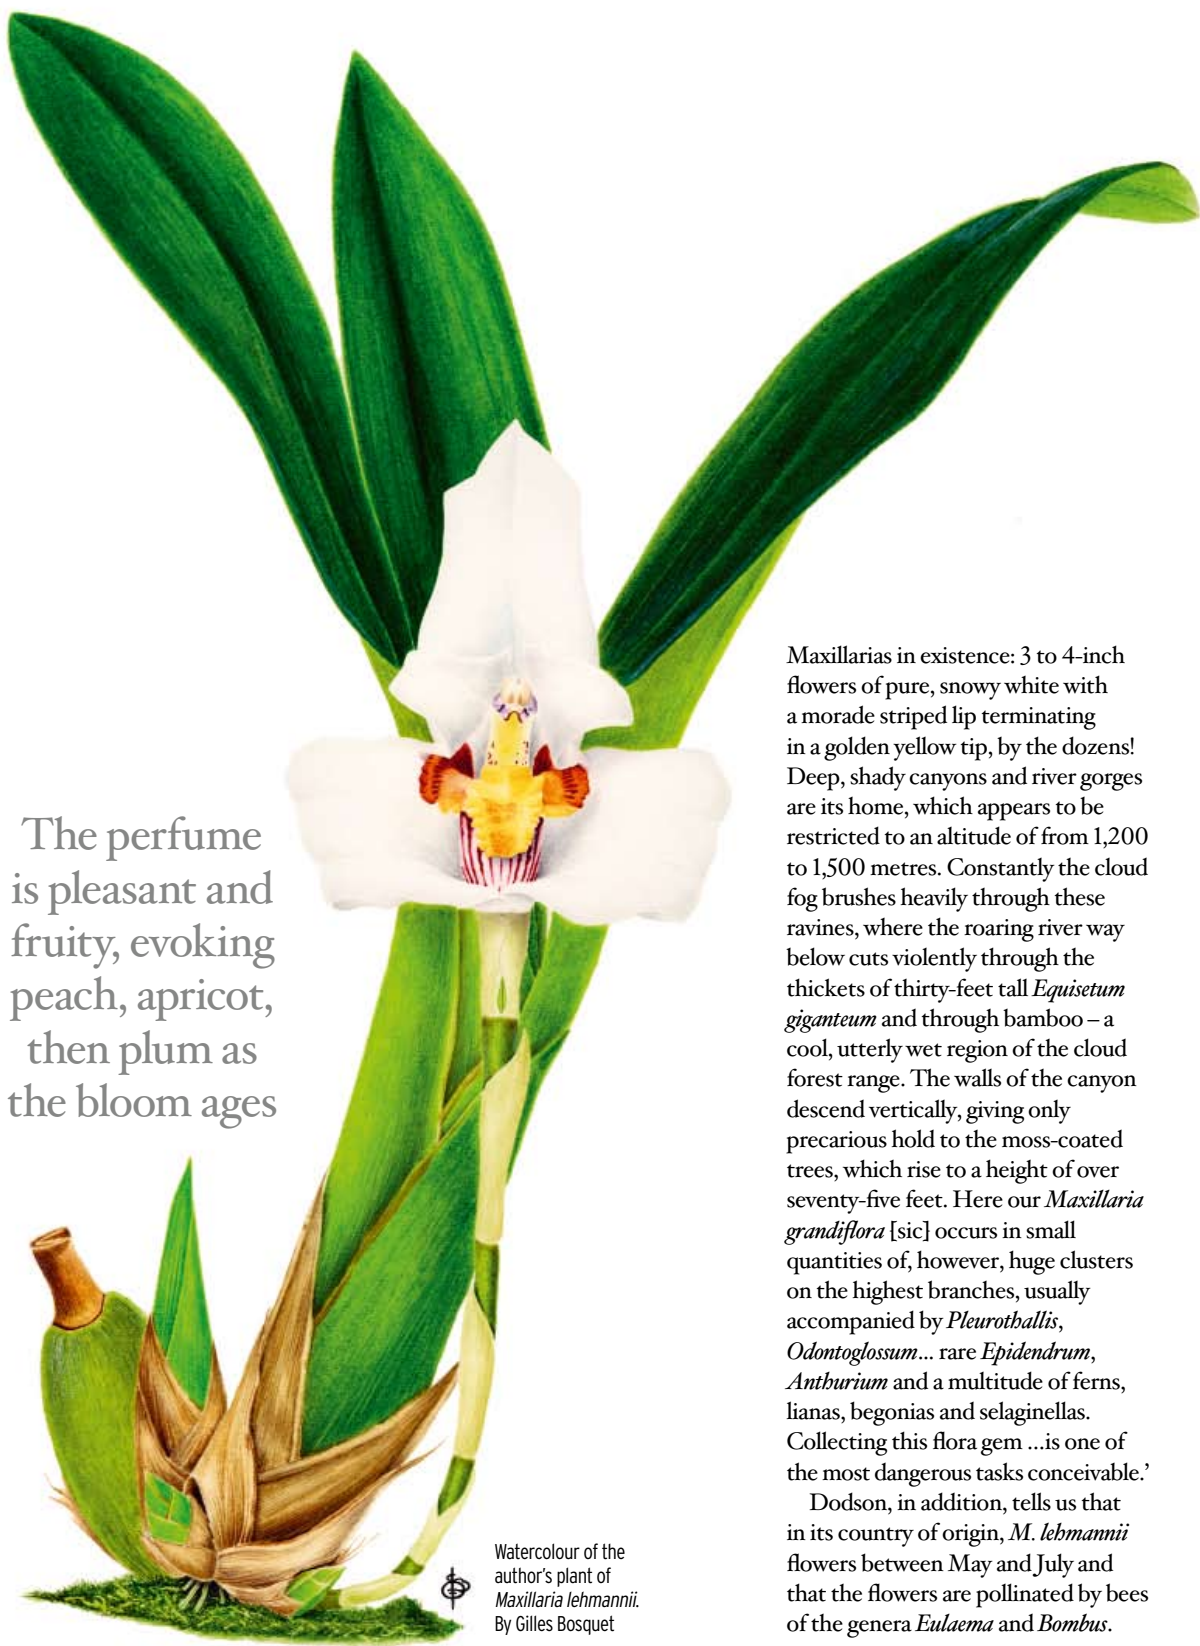 The perfume
is pleasant and
fruity, evoking
peach, apricot,
then plum as
the bloom ages
Watercolour of the
author's plant of
Maxillaria lehmannii.
By Gilles Bosquet
Maxillarias in existence: 3 to 4-inch
flowers of pure, snowy white with
a morade striped lip terminating
in a golden yellow tip, by the dozens!
Deep, shady canyons and river gorges
are its home, which appears to be
restricted to an altitude of from 1,200
to 1,500 metres. Constantly the cloud
fog brushes heavily through these
ravines, where the roaring river way
below cuts violently through the
thickets of thirty-feet tall Equisetum
giganteum and through bamboo – a
cool, utterly wet region of the cloud
forest range. The walls of the canyon
descend vertically, giving only
precarious hold to the moss-coated
trees, which rise to a height of over
seventy-five feet. Here our Maxillaria
grandiflora [sic] occurs in small
quantities of, however, huge clusters
on the highest branches, usually
accompanied by Pleurothallis,
Odontoglossum... rare Epidendrum,
Anthurium and a multitude of ferns,
lianas, begonias and selaginellas.
Collecting this flora gem ...is one of
the most dangerous tasks conceivable.’
Dodson, in addition, tells us that
in its country of origin, M. lehmannii
flowers between May and July and
that the flowers are pollinated by bees
of the genera Eulaema and Bombus.